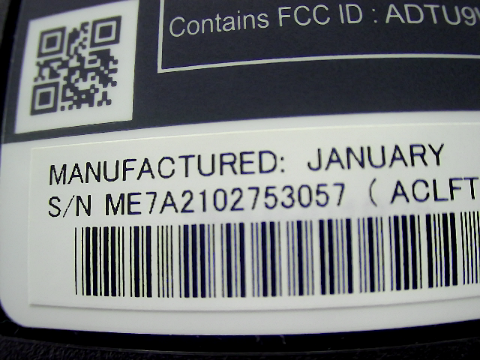 Contains FCC ID : ADTU9
MANUFACTURED: JANUARY
S/N ME7A2102753057 ( ACLFT